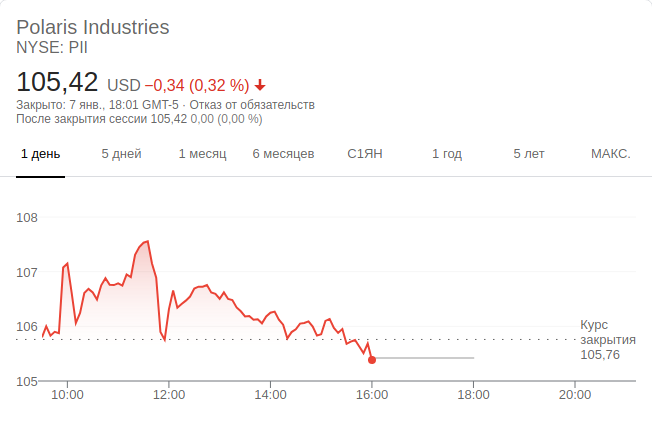 Polaris Industries
NYSE: PII
105,42 USD −0,34 (0,32 %)
Закрыто: 7 янв., 18:01 GMT-5 · Отказ от обязательств
После закрытия сессии 105,42 0,00 (0,00 %)
1 день 5 дней 1 месяц 6 месяцев С1ЯН 1 год 5 лет МАКС.
108
107
106
Курс
закрытия
105,76
105
10:00 12:00 14:00 16:00 18:00 20:00